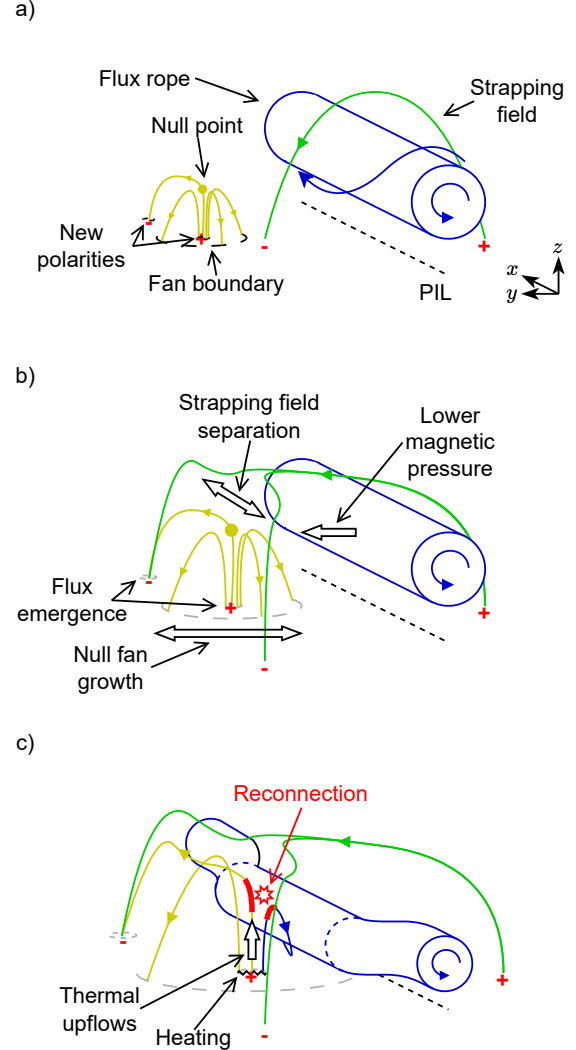 a)
Flux rope
Strapping
field
Null point
-
+
New
polarities
Fan boundary
-
+
PIL
z
x
y
b)
Strapping field
separation
Lower
magnetic
pressure
Flux
emergence
-
+
+
Null fan
growth
-
c)
Reconnection
-
+
+
Thermal
upflows
Heating
-